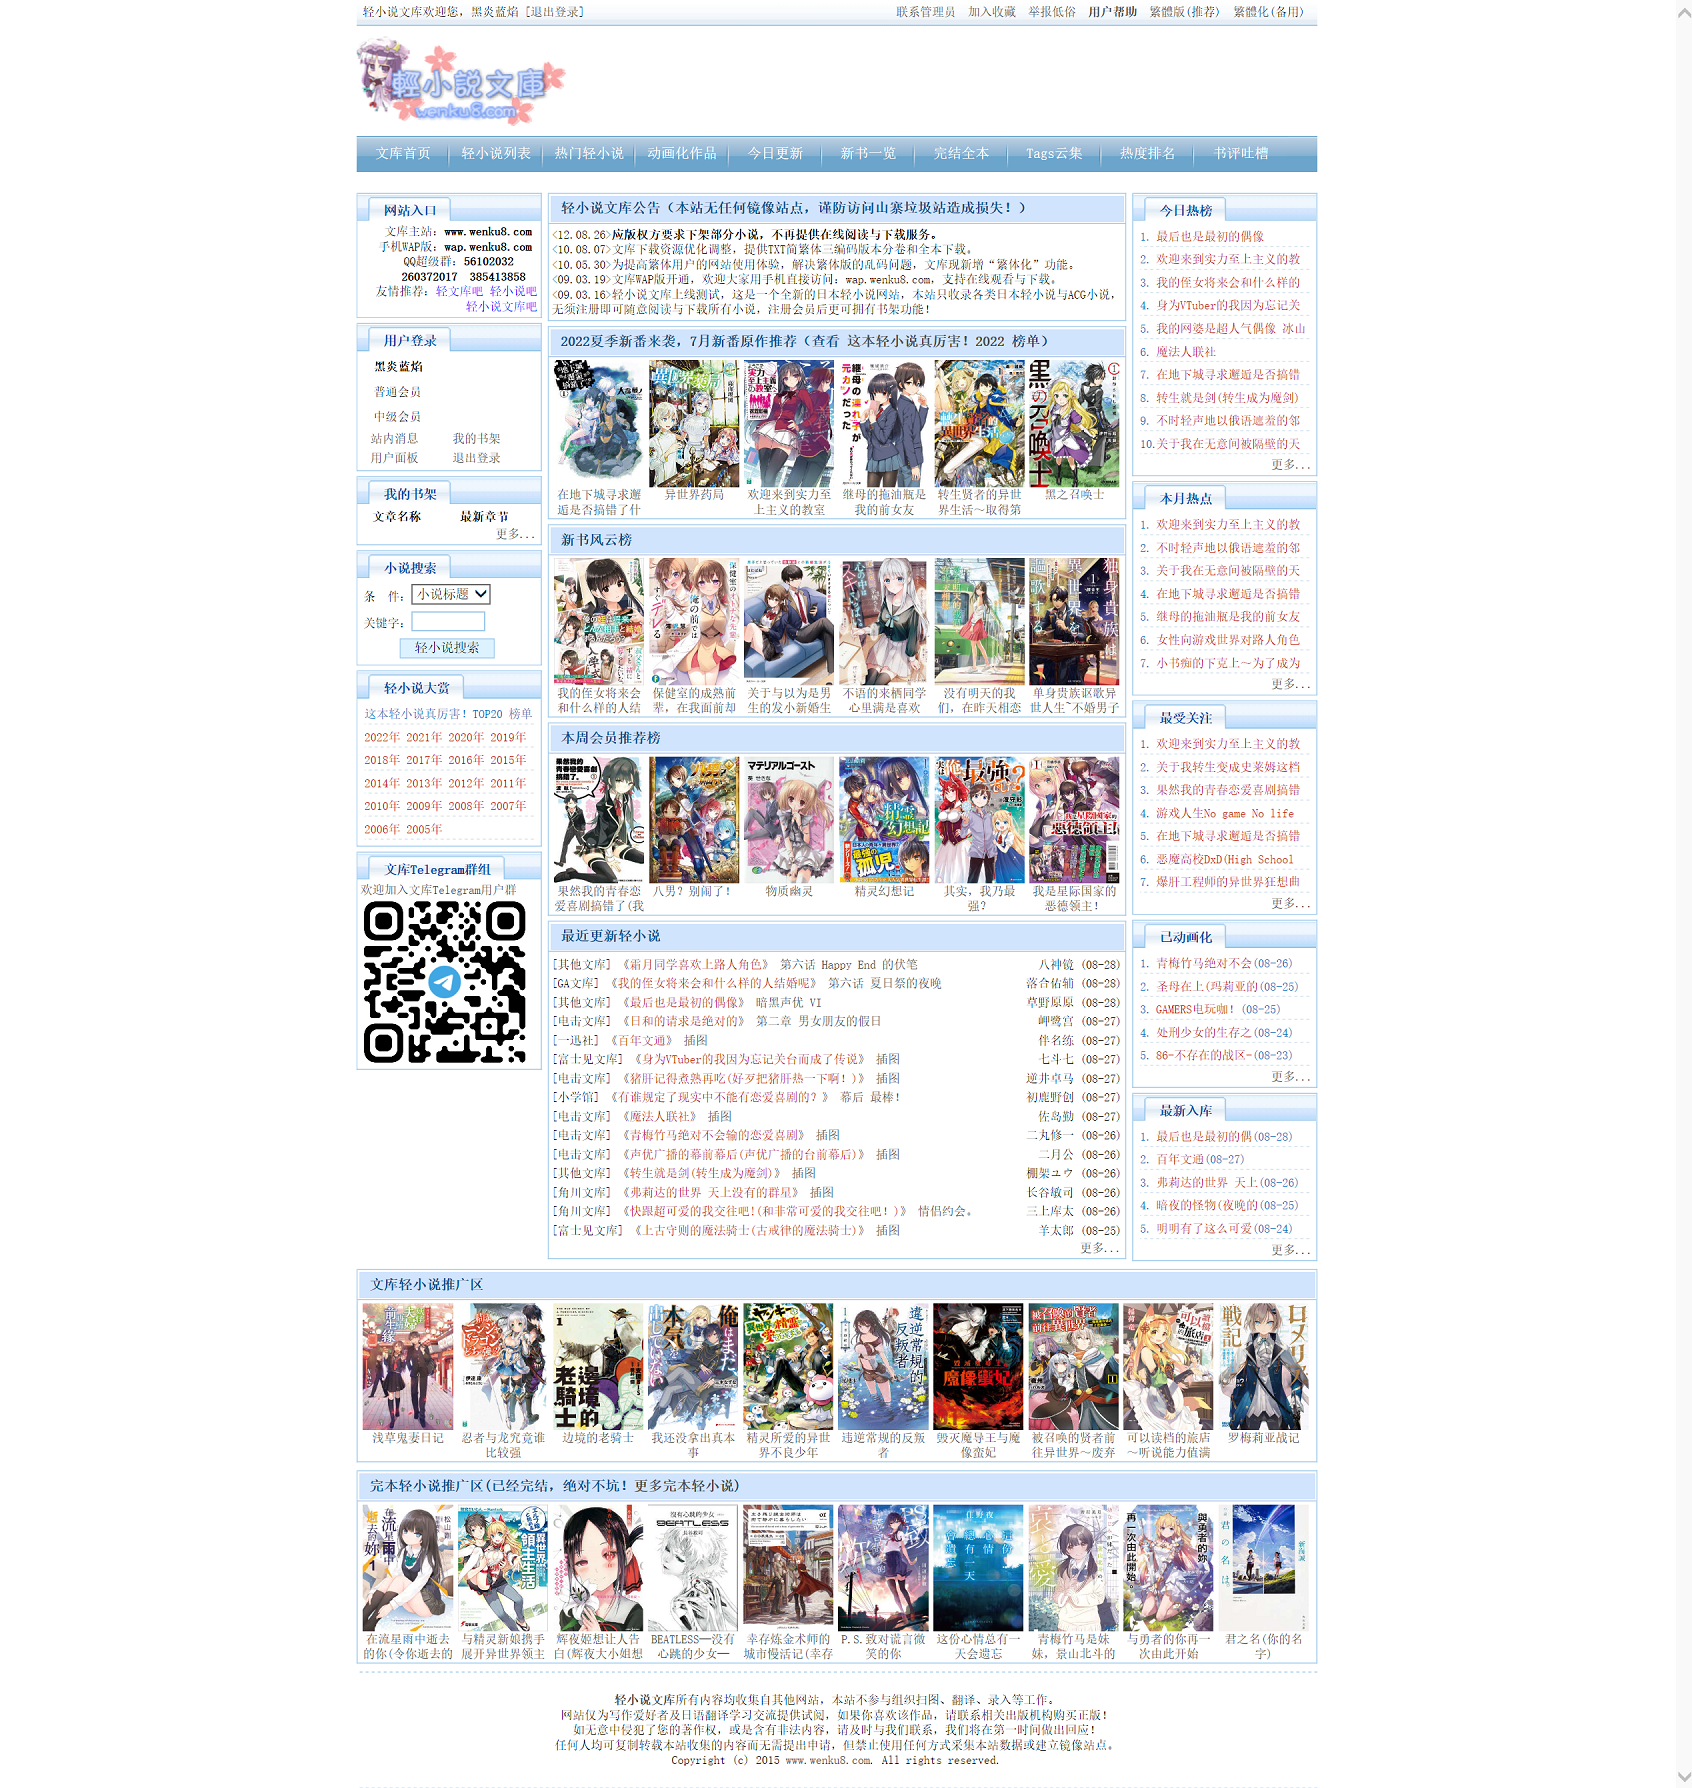 轻小说文库欢迎您，黑炎蓝焰 [退出登录]
联系管理员 加入收藏 举报低俗 用户帮助 繁體版(推荐) 繁體化(备用)
輕小説文庫
wenku8.com
文库首页 轻小说列表 热门轻小说 动画化作品 今日更新 新书一览 完结全本 Tags云集 热度排名 书评吐槽
网站入口
文库主站：www.wenku8.com
手机WAP版：wap.wenku8.com
QQ超级群：56102032
260372017 385413858
友情推荐：轻文库吧 轻小说吧
轻小说文库吧
用户登录
黑炎蓝焰
普通会员
中级会员
站内消息 我的书架
用户面板 退出登录
我的书架
文章名称 最新章节
更多...
小说搜索
条 件：小说标题
关键字：
轻小说搜索
轻小说大赏
这本轻小说真厉害！TOP20 榜单
2022年 2021年 2020年 2019年
2018年 2017年 2016年 2015年
2014年 2013年 2012年 2011年
2010年 2009年 2008年 2007年
2006年 2005年
文库Telegram群组
欢迎加入文库Telegram用户群
轻小说文库公告（本站无任何镜像站点，谨防访问山寨垃圾站造成损失！）
<12.08.26>应版权方要求下架部分小说，不再提供在线阅读与下载服务。
<10.08.07>文库下载资源优化调整，提供TXT简繁体三编码版本分卷和全本下载。
<10.05.30>为提高繁体用户的网站使用体验，解决繁体版的乱码问题，文库现新增“繁体化”功能。
<09.03.19>文库WAP版开通，欢迎大家用手机直接访问：wap.wenku8.com，支持在线观看与下载。
<09.03.16>轻小说文库上线测试，这是一个全新的日本轻小说网站，本站只收录各类日本轻小说与ACG小说，
无须注册即可随意阅读与下载所有小说，注册会员后更可拥有书架功能！
2022夏季新番来袭，7月新番原作推荐（查看 这本轻小说真厉害！2022 榜单）
在地下城寻求邂
逅是否搞错了什
异世界药局
欢迎来到实力至
上主义的教室
继母的拖油瓶是
我的前女友
转生贤者的异世
界生活～取得第
黑之召唤士
新书风云榜
我的侄女将来会
和什么样的人结
保健室的成熟前
辈，在我面前却
关于与以为是男
生的发小新婚生
不语的来栖同学
心里满是喜欢
没有明天的我
们，在昨天相恋
单身贵族讴歌异
世人生~不婚男子
本周会员推荐榜
マテリアルゴースト
果然我的青春恋
爱喜剧搞错了(我
八男？别闹了！
物质幽灵
精灵幻想记
其实，我乃最
强？
我是星际国家的
恶德领主！
最近更新轻小说
[其他文库] 《霜月同学喜欢上路人角色》 第六话 Happy End 的伏笔 八神镜 (08-28)
[GA文库] 《我的侄女将来会和什么样的人结婚呢》 第六话 夏日祭的夜晚 落合佑辅 (08-28)
[其他文库] 《最后也是最初的偶像》 暗黑声优 VI 草野原原 (08-28)
[电击文库] 《日和的请求是绝对的》 第二章 男女朋友的假日 岬鹭宫 (08-27)
[一迅社] 《百年文通》 插图 伴名练 (08-27)
[富士见文库] 《身为VTuber的我因为忘记关台而成了传说》 插图 七斗七 (08-27)
[电击文库] 《猪肝记得煮熟再吃(好歹把猪肝热一下啊！)》 插图 逆井卓马 (08-27)
[小学馆] 《有谁规定了现实中不能有恋爱喜剧的？》 幕后 最棒！ 初鹿野创 (08-27)
[电击文库] 《魔法人联社》 插图 佐岛勤 (08-27)
[电击文库] 《青梅竹马绝对不会输的恋爱喜剧》 插图 二丸修一 (08-26)
[电击文库] 《声优广播的幕前幕后(声优广播的台前幕后)》 插图 二月公 (08-26)
[其他文库] 《转生就是剑(转生成为魔剑)》 插图 棚架ユウ (08-26)
[角川文库] 《弗莉达的世界 天上没有的群星》 插图 长谷敏司 (08-26)
[角川文库] 《快跟超可爱的我交往吧!(和非常可爱的我交往吧！)》 情侣约会。 三上库太 (08-26)
[富士见文库] 《上古守则的魔法骑士(古戒律的魔法骑士)》 插图 羊太郎 (08-25)
更多...
今日热榜
1. 最后也是最初的偶像
2. 欢迎来到实力至上主义的教
3. 我的侄女将来会和什么样的
4. 身为VTuber的我因为忘记关
5. 我的网婆是超人气偶像 冰山
6. 魔法人联社
7. 在地下城寻求邂逅是否搞错
8. 转生就是剑(转生成为魔剑)
9. 不时轻声地以俄语遮羞的邻
10.关于我在无意间被隔壁的天
更多...
本月热点
1. 欢迎来到实力至上主义的教
2. 不时轻声地以俄语遮羞的邻
3. 关于我在无意间被隔壁的天
4. 在地下城寻求邂逅是否搞错
5. 继母的拖油瓶是我的前女友
6. 女性向游戏世界对路人角色
7. 小书痴的下克上～为了成为
更多...
最受关注
1. 欢迎来到实力至上主义的教
2. 关于我转生变成史莱姆这档
3. 果然我的青春恋爱喜剧搞错
4. 游戏人生No game No life
5. 在地下城寻求邂逅是否搞错
6. 恶魔高校DxD(High School
7. 爆肝工程师的异世界狂想曲
更多...
已动画化
1. 青梅竹马绝对不会(08-26)
2. 圣母在上(玛莉亚的(08-25)
3. GAMERS电玩咖！(08-25)
4. 处刑少女的生存之(08-24)
5. 86-不存在的战区-(08-23)
更多...
最新入库
1. 最后也是最初的偶(08-28)
2. 百年文通(08-27)
3. 弗莉达的世界 天上(08-26)
4. 暗夜的怪物(夜晚的(08-25)
5. 明明有了这么可爱(08-24)
更多...
文库轻小说推广区
浅草鬼妻日记
忍者与龙究竟谁
比较强
边境的老骑士
我还没拿出真本
事
精灵所爱的异世
界不良少年
违逆常规的反叛
者
毁灭魔导王与魔
像蛮妃
被召唤的贤者前
往异世界～废弃
可以读档的旅店
～听说能力值满
罗梅莉亚战记
完本轻小说推广区(已经完结，绝对不坑！更多完本轻小说)
在流星雨中逝去
的你(令你逝去的
与精灵新娘携手
展开异世界领主
辉夜姬想让人告
白(辉夜大小姐想
BEATLESS——没有
心跳的少女——
幸存炼金术师的
城市慢活记(幸存
P.S.致对谎言微
笑的你
这份心情总有一
天会遗忘
青梅竹马是妹
妹，景山北斗的
与勇者的你再一
次由此开始
君之名(你的名
字)
轻小说文库所有内容均收集自其他网站，本站不参与组织扫图、翻译、录入等工作。
网站仅为写作爱好者及日语翻译学习交流提供试阅，如果你喜欢该作品，请联系相关出版机构购买正版！
如无意中侵犯了您的著作权，或是含有非法内容，请及时与我们联系，我们将在第一时间做出回应！
任何人均可复制转载本站收集的内容而无需提出申请，但禁止使用任何方式采集本站数据或建立镜像站点。
Copyright (c) 2015 www.wenku8.com. All rights reserved.